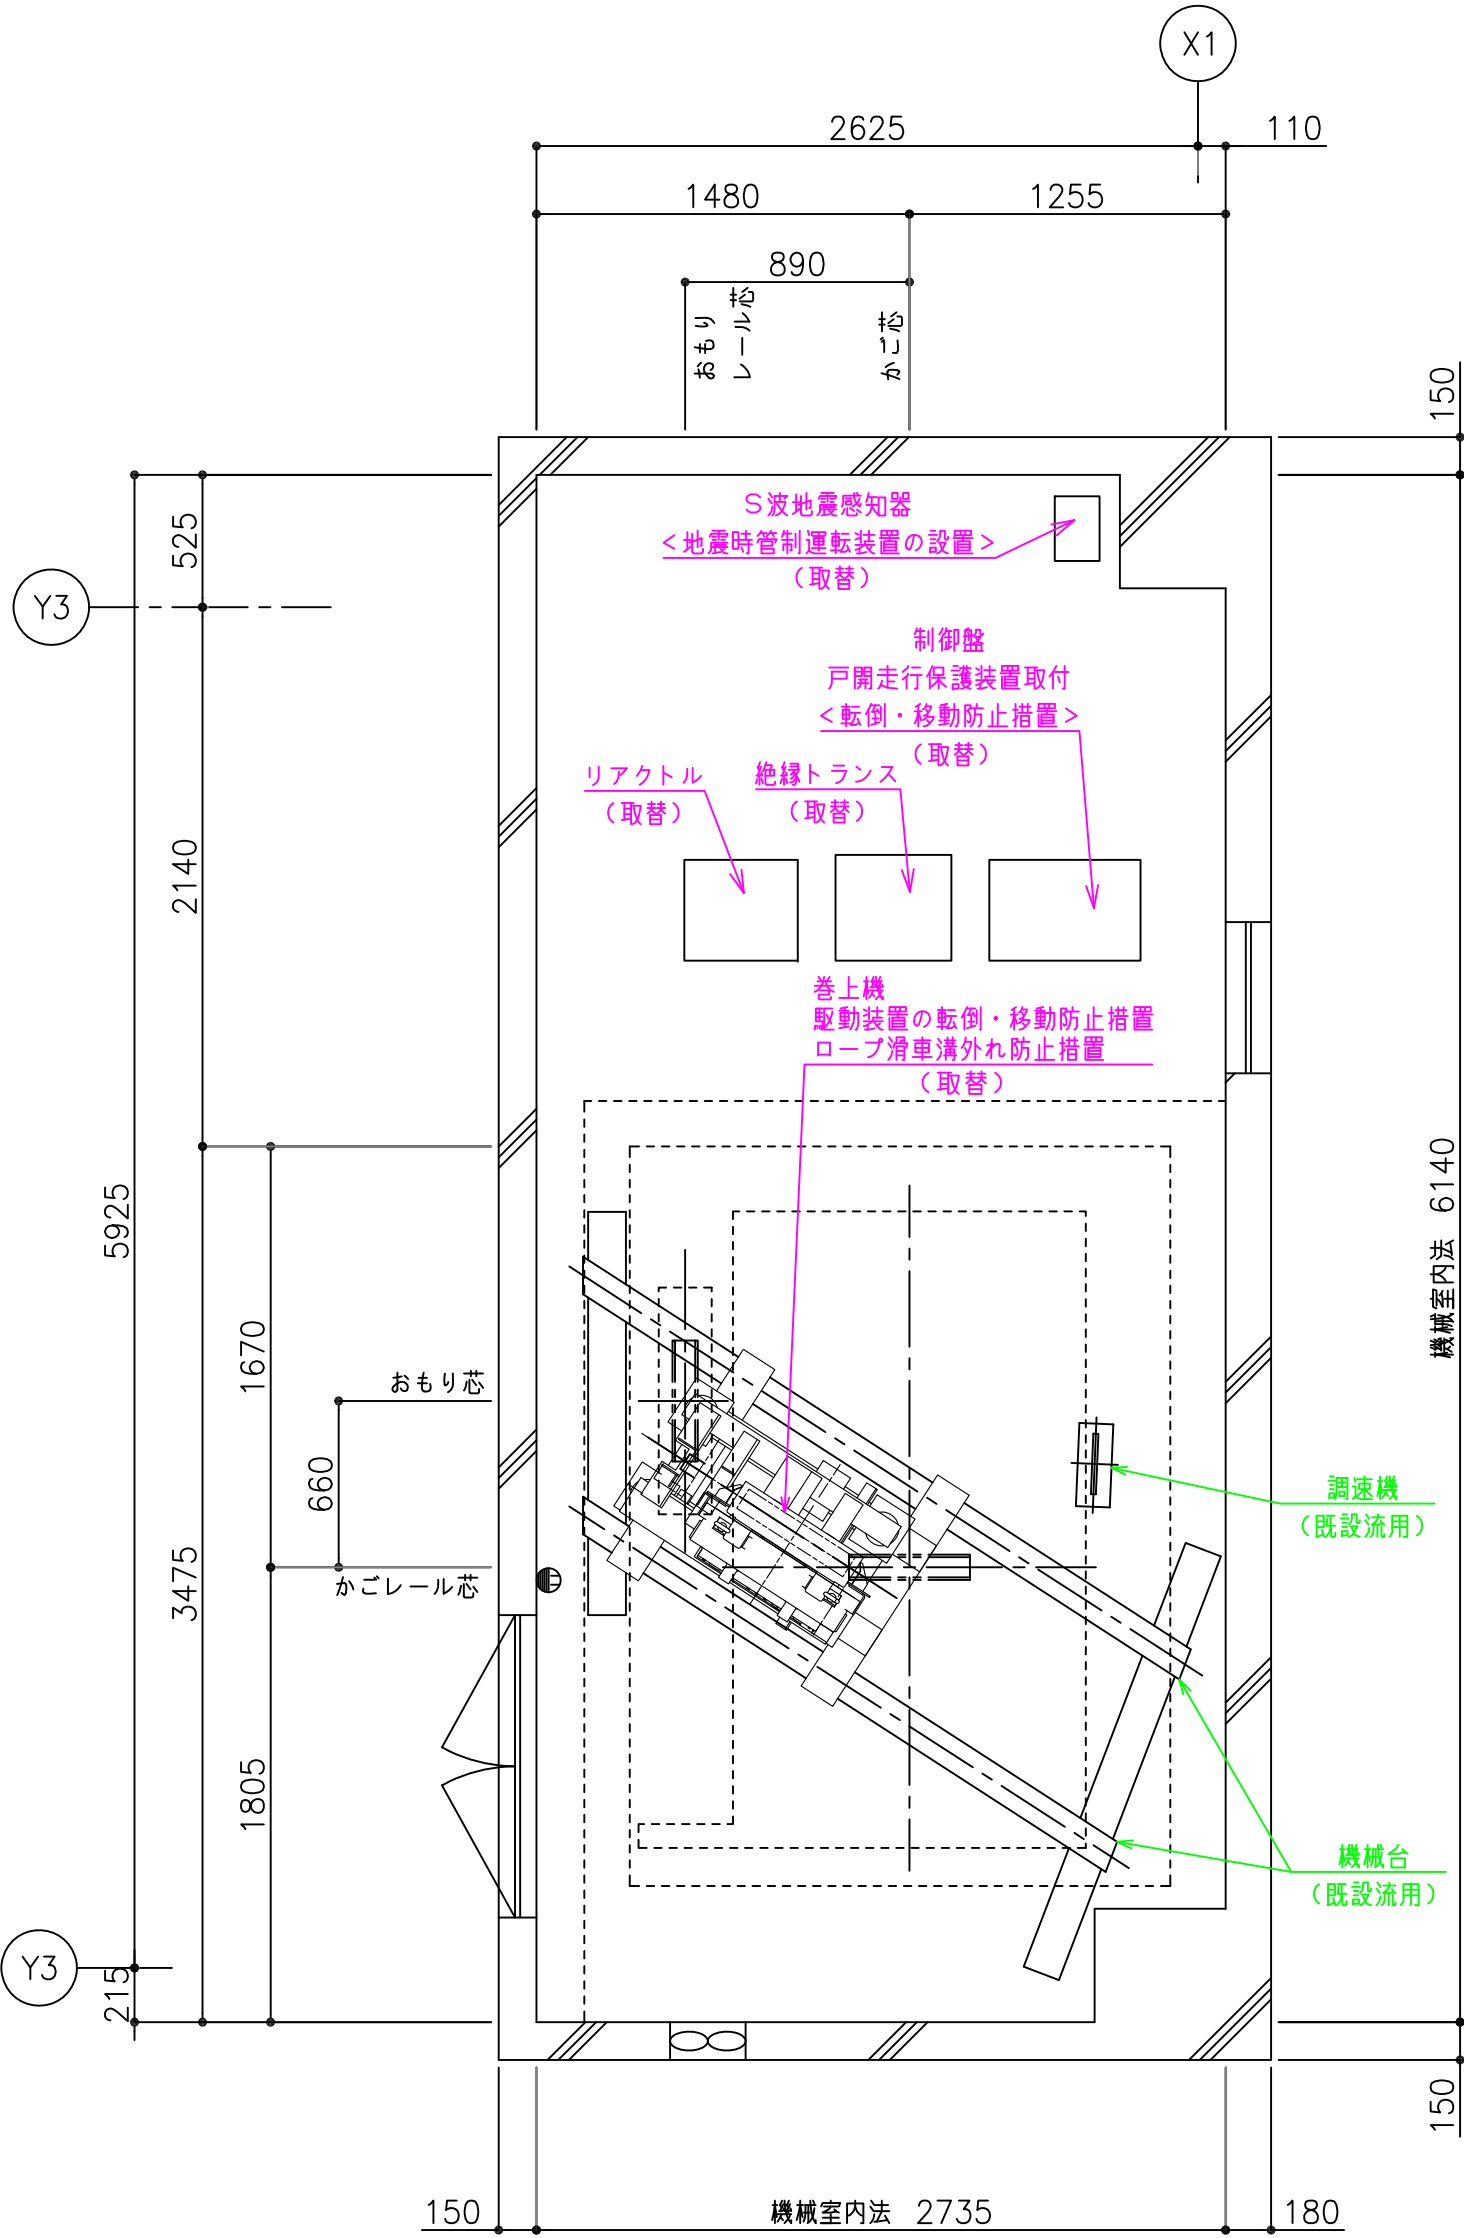 X1
2625
110
1480
1255
890
おもり
レール芯
かご芯
150
525
Y3
S波地震感知器
<地震時管制運転装置の設置>
(取替)
制御盤
戸開走行保護装置取付
<転倒・移動防止措置>
(取替)
リアクトル
(取替)
絶縁トランス
(取替)
2140
巻上機
駆動装置の転倒・移動防止措置
ロープ滑車溝外れ防止措置
(取替)
5925
機械室内法 6140
1670
おもり芯
660
3475
かごレール芯
調速機
(既設流用)
1805
機械台
(既設流用)
Y3
215
150
150
機械室内法 2735
180